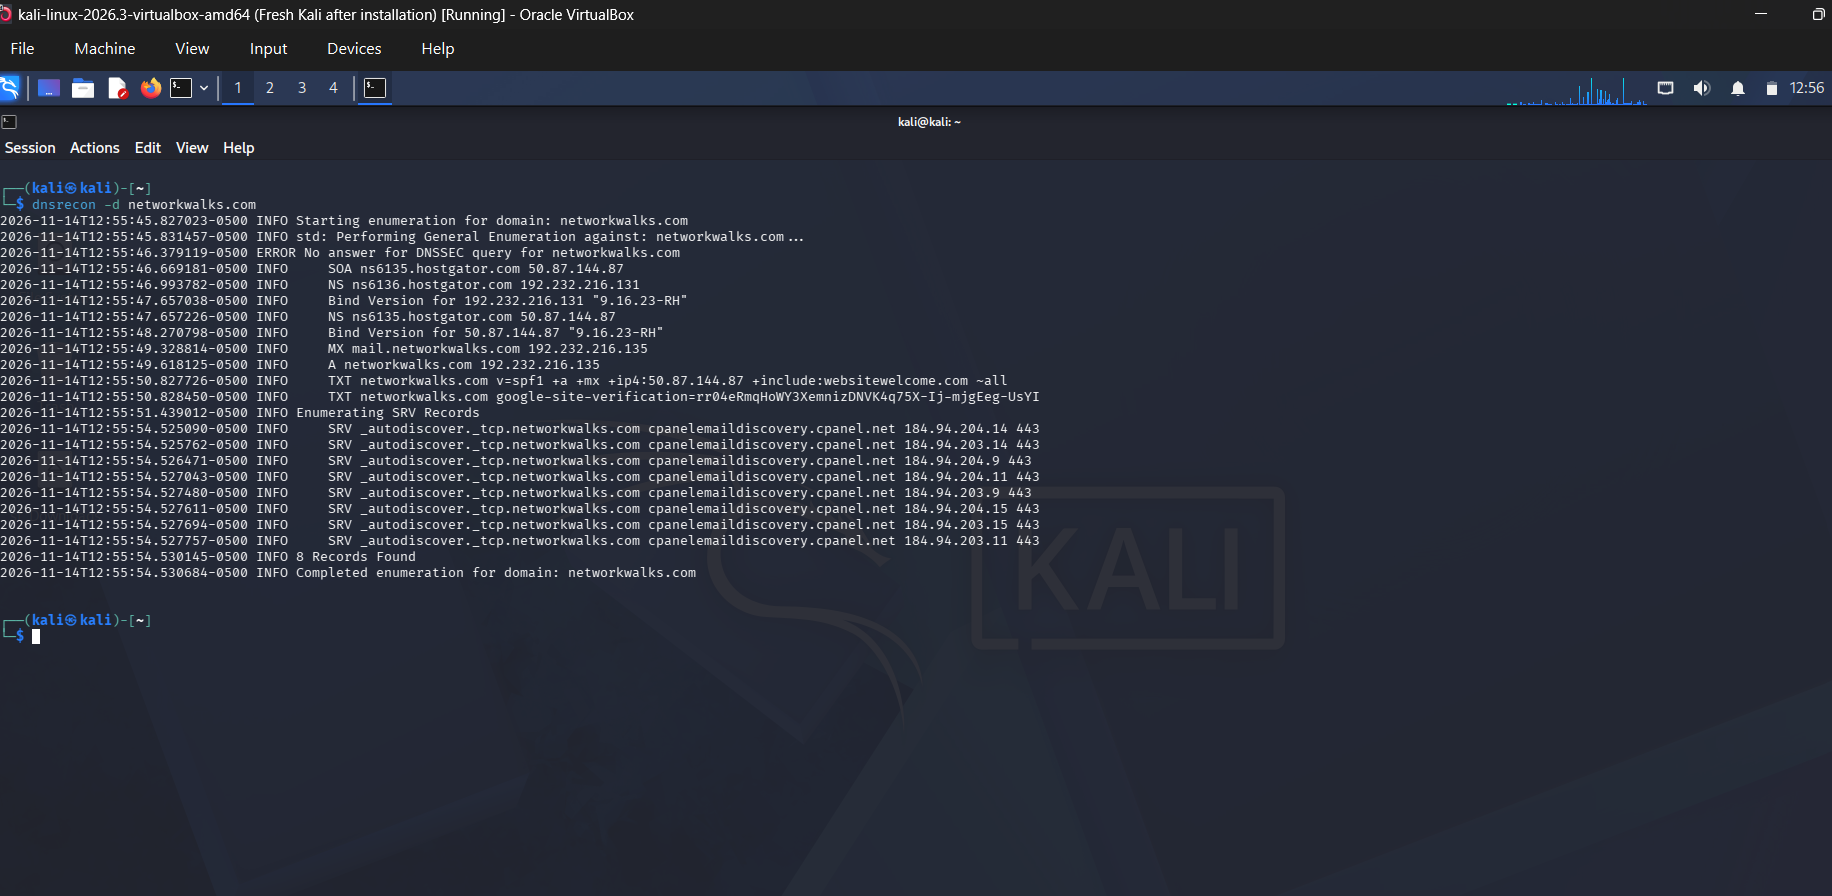 kali-linux-2026.3-virtualbox-amd64 (Fresh Kali after installation) [Running] - Oracle VirtualBox
File Machine View Input Devices Help
1 2 3 4 12:56
kali@kali: ~
Session Actions Edit View Help
┌──(kali㉿kali)-[~]
└─$ dnsrecon -d networkwalks.com
2026-11-14T12:55:45.827023-0500 INFO Starting enumeration for domain: networkwalks.com
2026-11-14T12:55:45.831457-0500 INFO std: Performing General Enumeration against: networkwalks.com...
2026-11-14T12:55:46.379119-0500 ERROR No answer for DNSSEC query for networkwalks.com
2026-11-14T12:55:46.669181-0500 INFO     SOA ns6135.hostgator.com 50.87.144.87
2026-11-14T12:55:46.993782-0500 INFO     NS ns6136.hostgator.com 192.232.216.131
2026-11-14T12:55:47.657038-0500 INFO     Bind Version for 192.232.216.131 "9.16.23-RH"
2026-11-14T12:55:47.657226-0500 INFO     NS ns6135.hostgator.com 50.87.144.87
2026-11-14T12:55:48.270798-0500 INFO     Bind Version for 50.87.144.87 "9.16.23-RH"
2026-11-14T12:55:49.328814-0500 INFO     MX mail.networkwalks.com 192.232.216.135
2026-11-14T12:55:49.618125-0500 INFO     A networkwalks.com 192.232.216.135
2026-11-14T12:55:50.827726-0500 INFO     TXT networkwalks.com v=spf1 +a +mx +ip4:50.87.144.87 +include:websitewelcome.com ~all
2026-11-14T12:55:50.828450-0500 INFO     TXT networkwalks.com google-site-verification=rr04eRmqHoWY3XemnizDNVK4q75X-Ij-mjgEeg-UsYI
2026-11-14T12:55:51.439012-0500 INFO Enumerating SRV Records
2026-11-14T12:55:54.525090-0500 INFO     SRV _autodiscover._tcp.networkwalks.com cpanelemaildiscovery.cpanel.net 184.94.204.14 443
2026-11-14T12:55:54.525762-0500 INFO     SRV _autodiscover._tcp.networkwalks.com cpanelemaildiscovery.cpanel.net 184.94.203.14 443
2026-11-14T12:55:54.526471-0500 INFO     SRV _autodiscover._tcp.networkwalks.com cpanelemaildiscovery.cpanel.net 184.94.204.9 443
2026-11-14T12:55:54.527043-0500 INFO     SRV _autodiscover._tcp.networkwalks.com cpanelemaildiscovery.cpanel.net 184.94.204.11 443
2026-11-14T12:55:54.527480-0500 INFO     SRV _autodiscover._tcp.networkwalks.com cpanelemaildiscovery.cpanel.net 184.94.203.9 443
2026-11-14T12:55:54.527611-0500 INFO     SRV _autodiscover._tcp.networkwalks.com cpanelemaildiscovery.cpanel.net 184.94.204.15 443
2026-11-14T12:55:54.527694-0500 INFO     SRV _autodiscover._tcp.networkwalks.com cpanelemaildiscovery.cpanel.net 184.94.203.15 443
2026-11-14T12:55:54.527757-0500 INFO     SRV _autodiscover._tcp.networkwalks.com cpanelemaildiscovery.cpanel.net 184.94.203.11 443
2026-11-14T12:55:54.530145-0500 INFO 8 Records Found
2026-11-14T12:55:54.530684-0500 INFO Completed enumeration for domain: networkwalks.com
┌──(kali㉿kali)-[~]
└─$
KALI